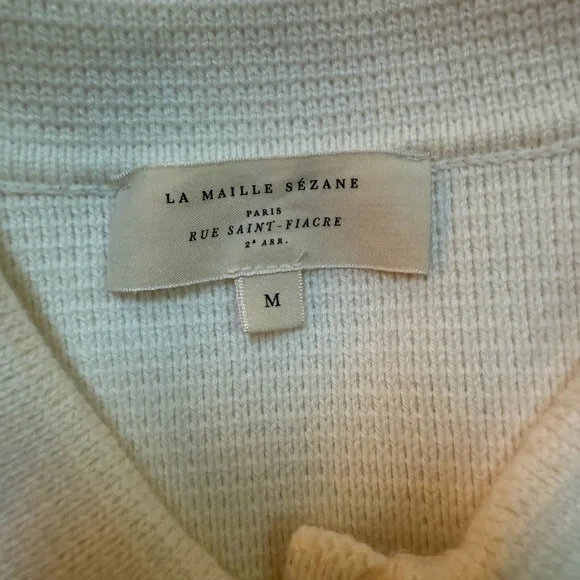 LA MAILLE SÉZANE
PARIS
RUE SAINT-FIACRE
2ᵉ ARR.
M